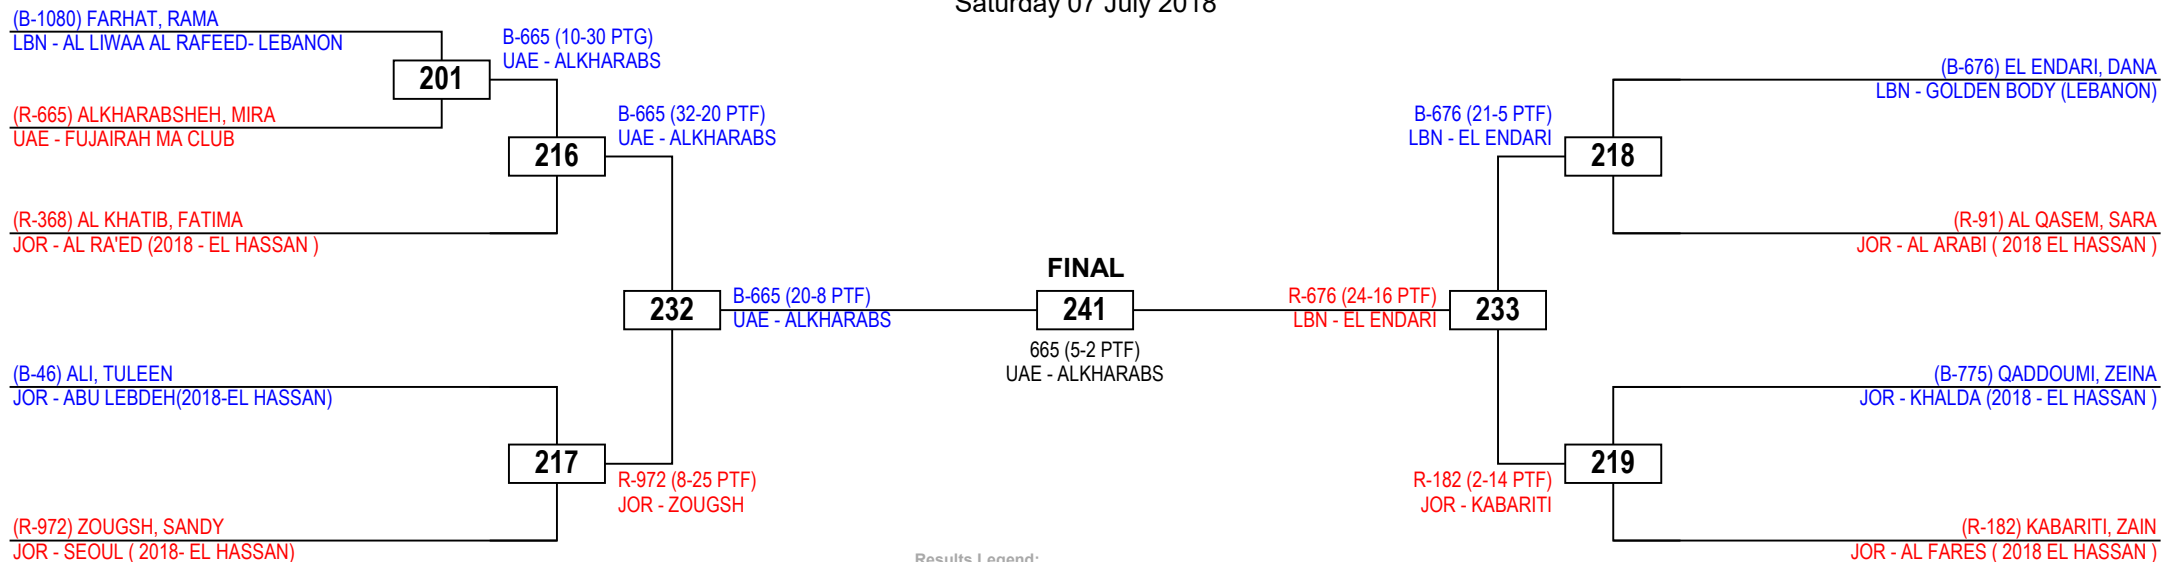 Saturday 07 July 2018
(B-1080) FARHAT, RAMA
LBN - AL LIWAA AL RAFEED- LEBANON
B-665 (10-30 PTG)
UAE - ALKHARABS
201
(R-665) ALKHARABSHEH, MIRA
UAE - FUJAIRAH MA CLUB
B-665 (32-20 PTF)
UAE - ALKHARABS
216
(R-368) AL KHATIB, FATIMA
JOR - AL RA'ED (2018 - EL HASSAN )
232
B-665 (20-8 PTF)
UAE - ALKHARABS
(B-46) ALI, TULEEN
JOR - ABU LEBDEH(2018-EL HASSAN)
217
R-972 (8-25 PTF)
JOR - ZOUGSH
(R-972) ZOUGSH, SANDY
JOR - SEOUL ( 2018- EL HASSAN)
FINAL
241
665 (5-2 PTF)
UAE - ALKHARABS
(B-676) EL ENDARI, DANA
LBN - GOLDEN BODY (LEBANON)
B-676 (21-5 PTF)
LBN - EL ENDARI
218
(R-91) AL QASEM, SARA
JOR - AL ARABI ( 2018 EL HASSAN )
R-676 (24-16 PTF)
LBN - EL ENDARI
233
(B-775) QADDOUMI, ZEINA
JOR - KHALDA (2018 - EL HASSAN )
219
R-182 (2-14 PTF)
JOR - KABARITI
(R-182) KABARITI, ZAIN
JOR - AL FARES ( 2018 EL HASSAN )
Results Legend: